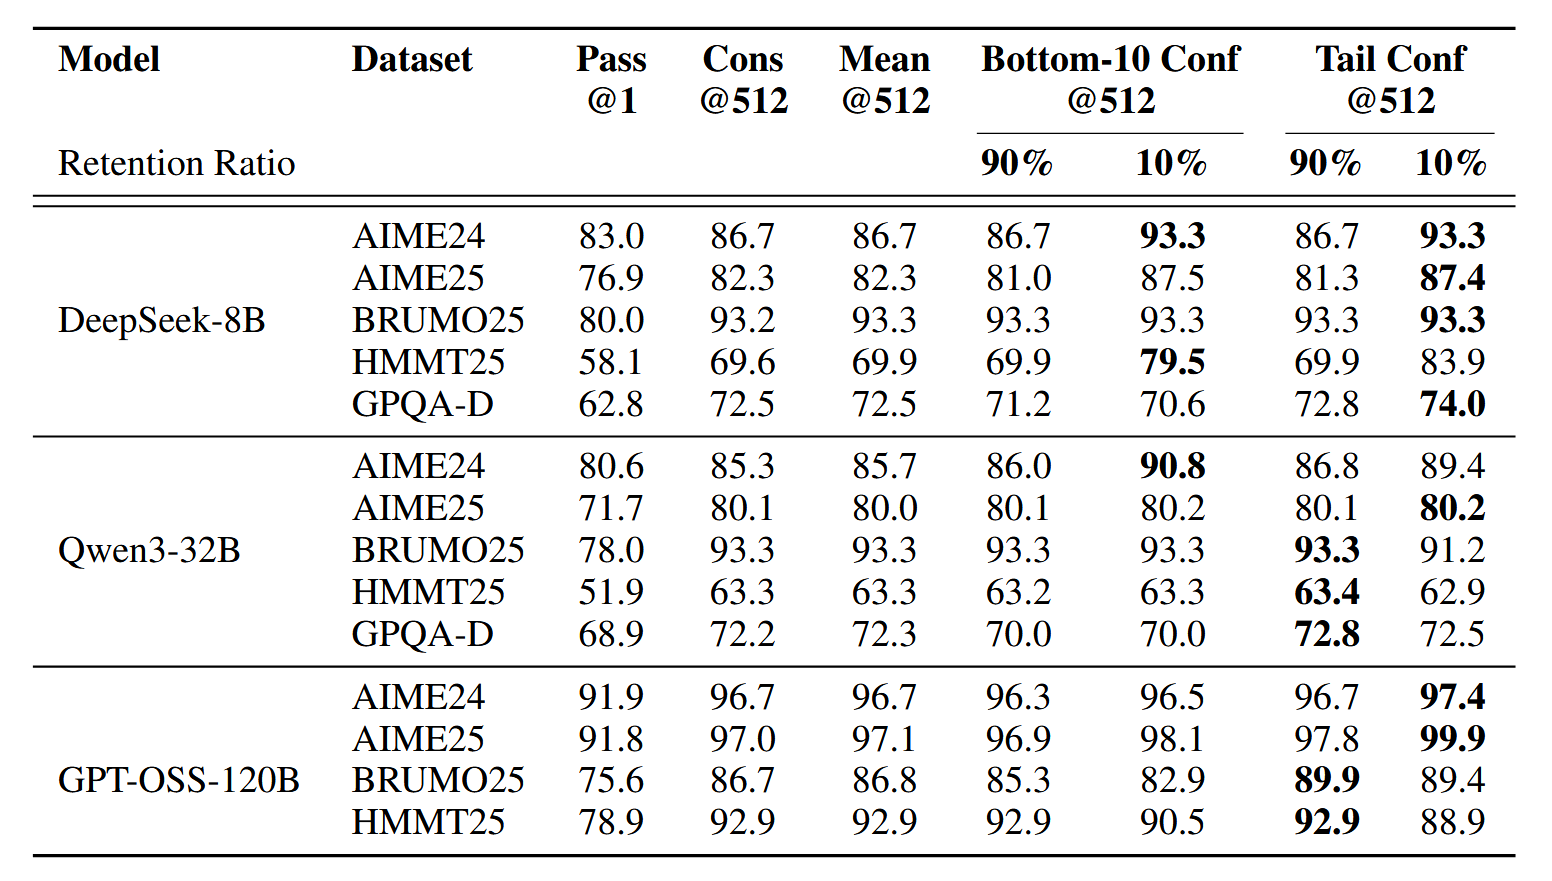 Model Dataset Pass Cons Mean Bottom-10 Conf Tail Conf
@1 @512 @512 @512 @512
Retention Ratio 90% 10% 90% 10%
AIME24 83.0 86.7 86.7 86.7 93.3 86.7 93.3
AIME25 76.9 82.3 82.3 81.0 87.5 81.3 87.4
DeepSeek-8B BRUMO25 80.0 93.2 93.3 93.3 93.3 93.3 93.3
HMMT25 58.1 69.6 69.9 69.9 79.5 69.9 83.9
GPQA-D 62.8 72.5 72.5 71.2 70.6 72.8 74.0
AIME24 80.6 85.3 85.7 86.0 90.8 86.8 89.4
AIME25 71.7 80.1 80.0 80.1 80.2 80.1 80.2
Qwen3-32B BRUMO25 78.0 93.3 93.3 93.3 93.3 93.3 91.2
HMMT25 51.9 63.3 63.3 63.2 63.3 63.4 62.9
GPQA-D 68.9 72.2 72.3 70.0 70.0 72.8 72.5
AIME24 91.9 96.7 96.7 96.3 96.5 96.7 97.4
AIME25 91.8 97.0 97.1 96.9 98.1 97.8 99.9
GPT-OSS-120B BRUMO25 75.6 86.7 86.8 85.3 82.9 89.9 89.4
HMMT25 78.9 92.9 92.9 92.9 90.5 92.9 88.9